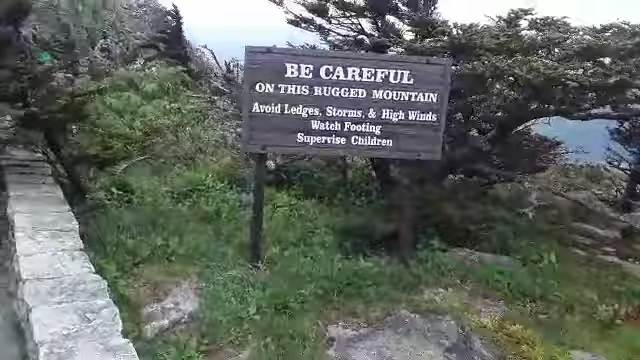 BE CAREFUL
ON THIS RUGGED MOUNTAIN
Avoid Ledges, Storms, & High Winds
Watch Footing
Supervise Children